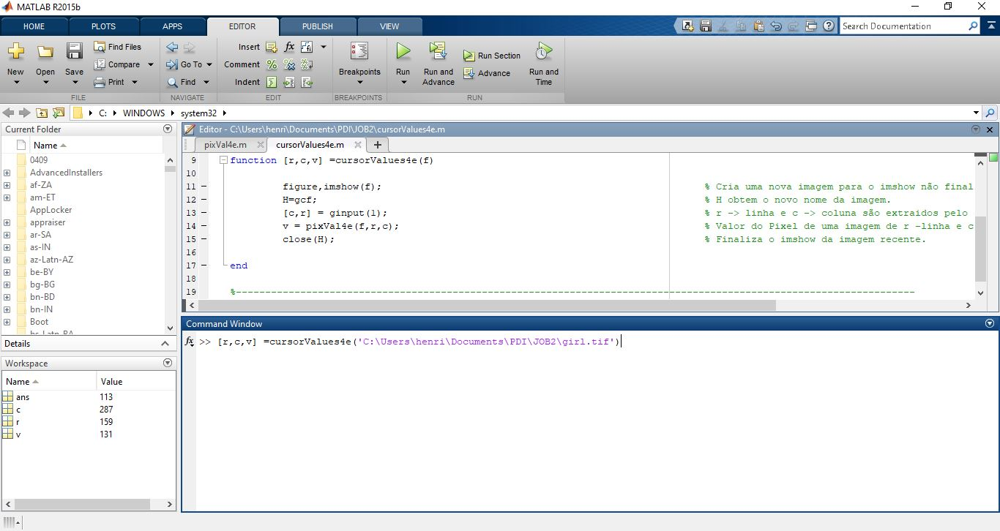 MATLAB R2015b
HOME PLOTS APPS EDITOR PUBLISH VIEW
Search Documentation
New
Open
Save
Find Files
Compare
Print
FILE
Go To
Find
NAVIGATE
Insert fx
Comment
Indent
EDIT
Breakpoints
BREAKPOINTS
Run
Run and
Advance
Run Section
Advance
Run and
Time
RUN
C: WINDOWS system32
Current Folder
Name
0409
AdvancedInstallers
af-ZA
am-ET
AppLocker
appraiser
ar-SA
as-IN
az-Latn-AZ
be-BY
bg-BG
bn-BD
bn-IN
Boot
bs-Latn-BA
Details
Workspace
Name Value
ans 113
c 287
r 159
v 131
Editor - C:\Users\henri\Documents\PDI\JOB2\cursorValues4e.m
pixVal4e.m cursorValues4e.m
9 function [r,c,v] =cursorValues4e(f)
10
11 figure,imshow(f); % Cria uma nova imagem para o imshow não final
12 H=gcf; % H obtem o novo nome da imagem.
13 [c,r] = ginput(1); % r -> linha e c -> coluna são extraidos pelo
14 v = pixVal4e(f,r,c); % Valor do Pixel de uma imagem de r -linha e c
15 close(H); % Finaliza o imshow da imagem recente.
16
17 end
18
19 %--------------------------------------------------------------------------------------------------------------------
Command Window
fx >> [r,c,v] =cursorValues4e('C:\Users\henri\Documents\PDI\JOB2\girl.tif')